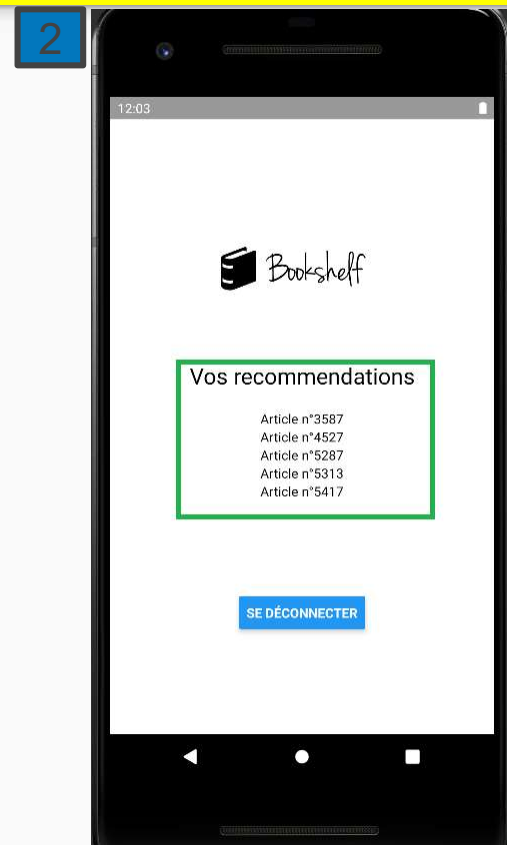 2
12:03
Bookshelf
Vos recommendations
Article n°3587
Article n°4527
Article n°5287
Article n°5313
Article n°5417
SE DÉCONNECTER